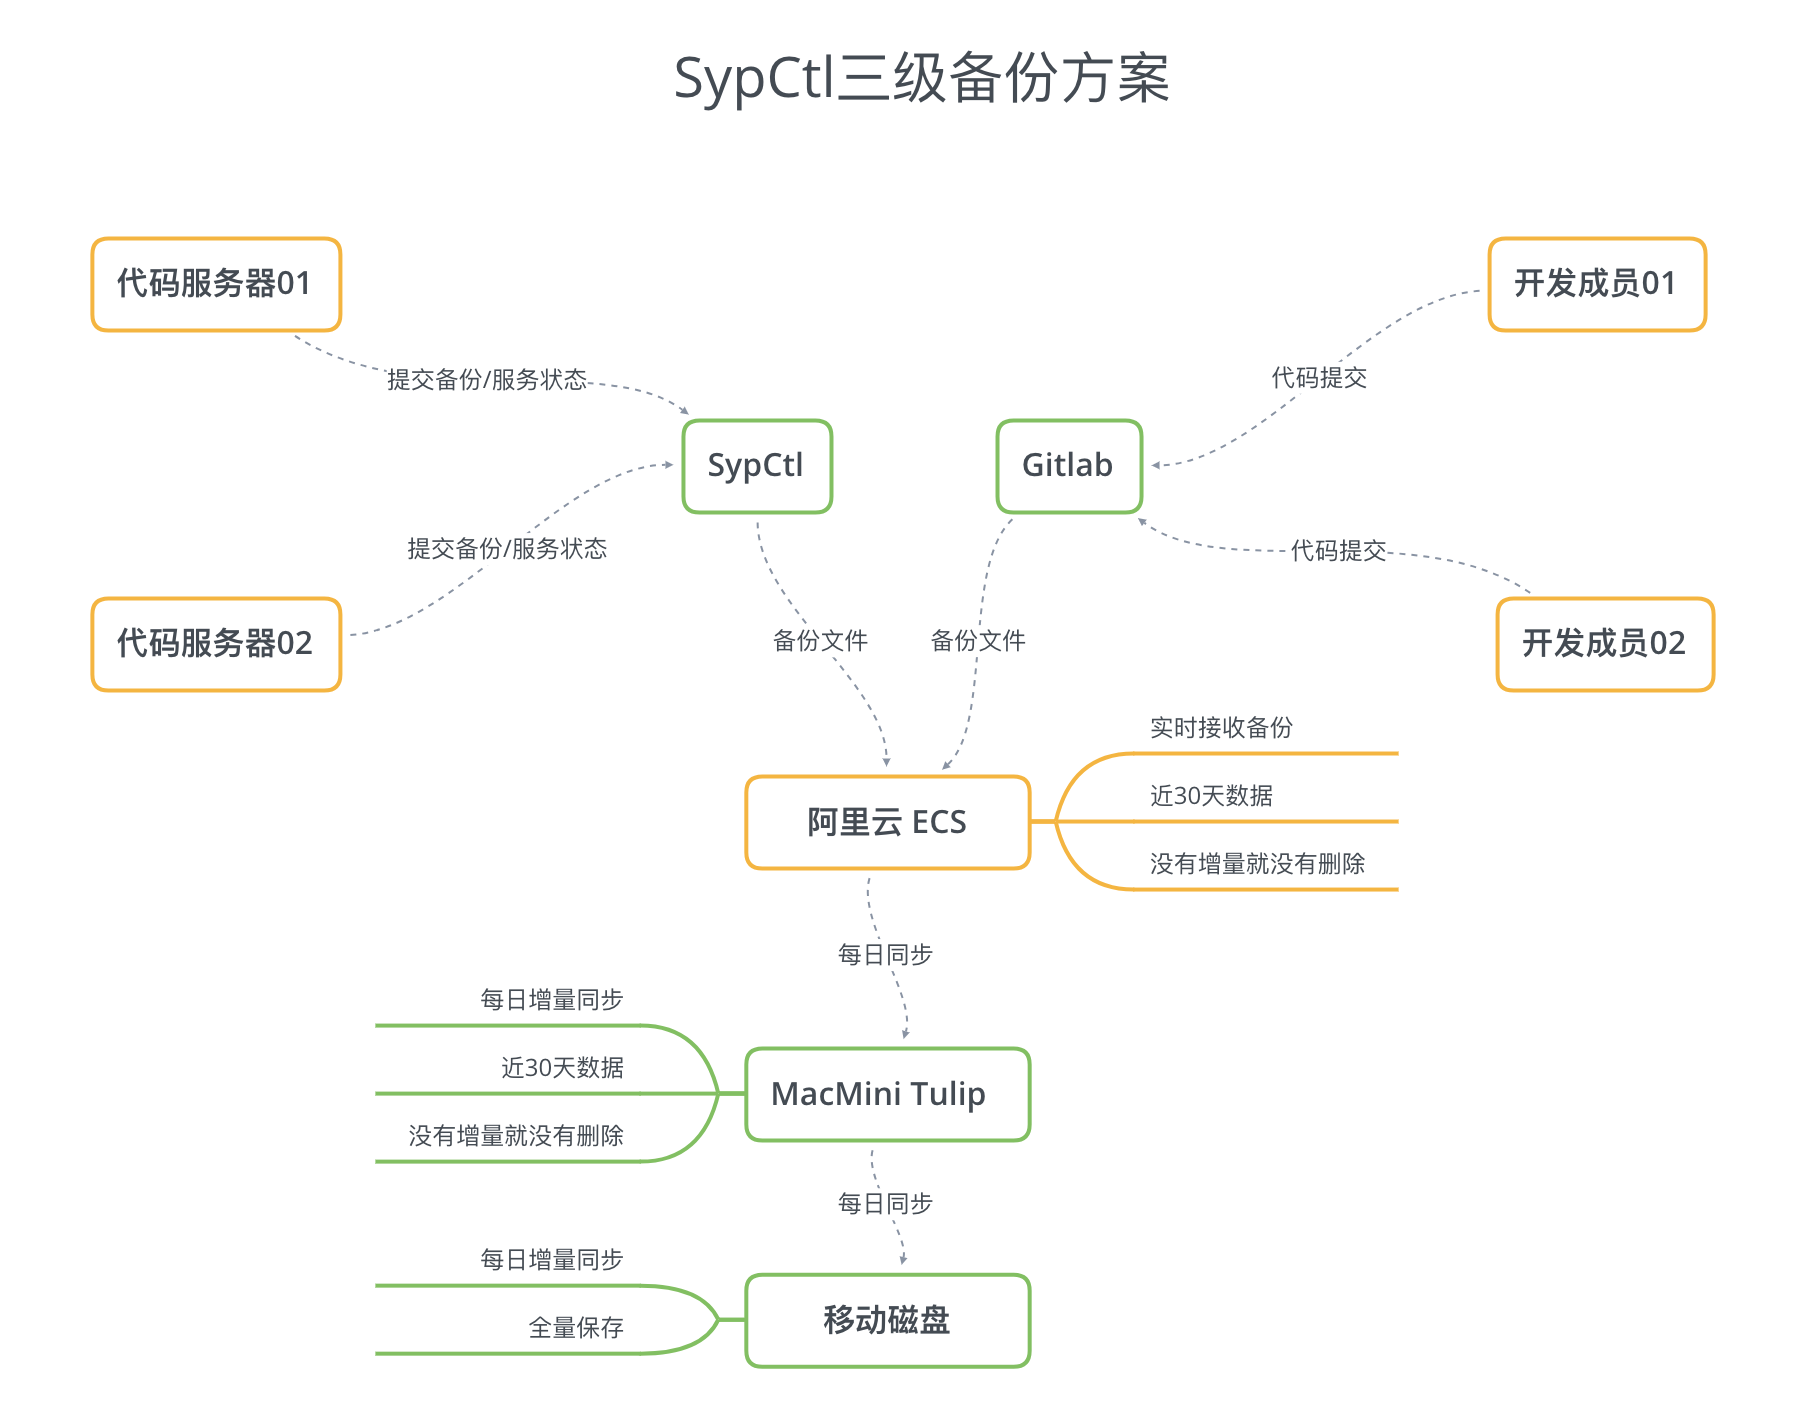 SypCtl三级备份方案
代码服务器01
开发成员01
提交备份/服务状态
代码提交
SypCtl
Gitlab
提交备份/服务状态
代码提交
代码服务器02
备份文件
备份文件
开发成员02
实时接收备份
近30天数据
阿里云 ECS
没有增量就没有删除
每日同步
每日增量同步
近30天数据
MacMini Tulip
没有增量就没有删除
每日同步
每日增量同步
移动磁盘
全量保存